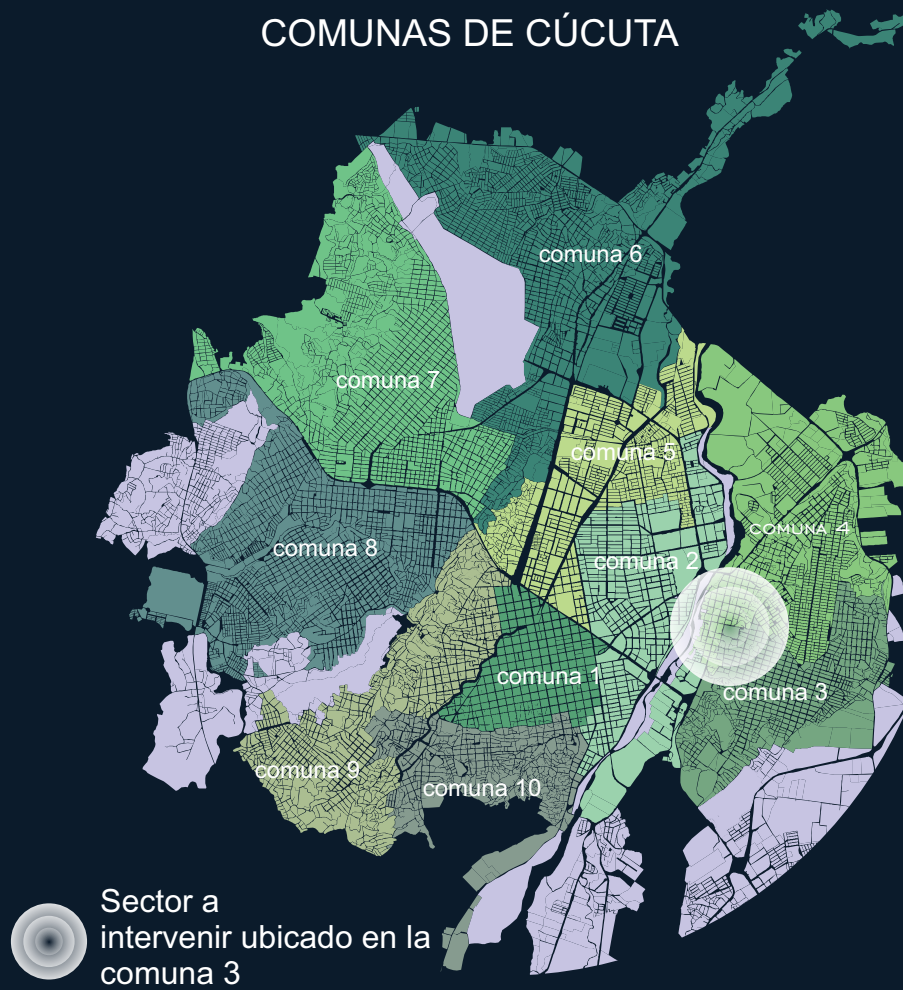 COMUNAS DE CÚCUTA
comuna 6
comuna 7
comuna 5
COMUNA 4
comuna 8
comuna 2
comuna 1
comuna 3
comuna 9
comuna 10
Sector a
intervenir ubicado en la
comuna 3